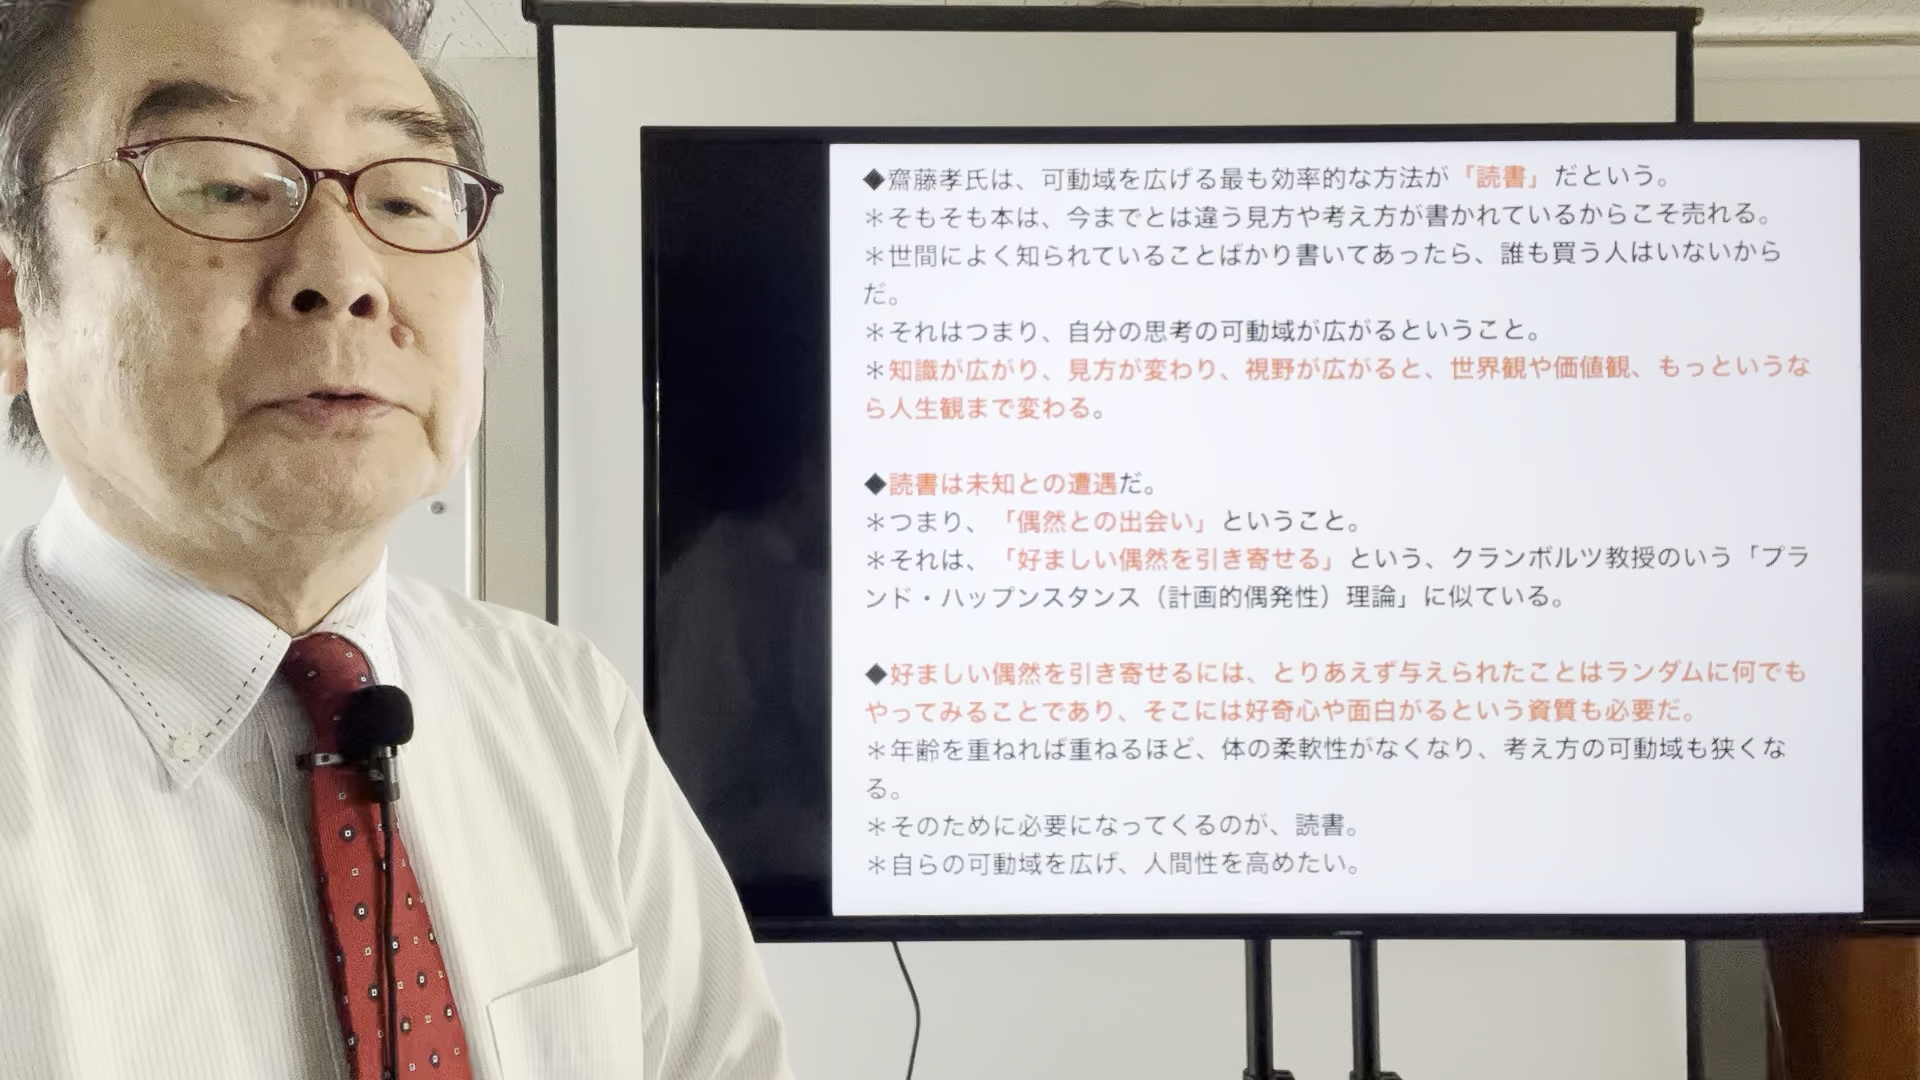 ◆齋藤孝氏は、可動域を広げる最も効率的な方法が「読書」だという。
＊そもそも本は、今までとは違う見方や考え方が書かれているからこそ売れる。
＊世間によく知られていることばかり書いてあったら、誰も買う人はいないから
だ。
＊それはつまり、自分の思考の可動域が広がるということ。
＊知識が広がり、見方が変わり、視野が広がると、世界観や価値観、もっというな
ら人生観まで変わる。
◆読書は未知との遭遇だ。
＊つまり、「偶然との出会い」ということ。
＊それは、「好ましい偶然を引き寄せる」という、クランボルツ教授のいう「プラ
ンド・ハップンスタンス（計画的偶発性）理論」に似ている。
◆好ましい偶然を引き寄せるには、とりあえず与えられたことはランダムに何でも
やってみることであり、そこには好奇心や面白がるという資質も必要だ。
＊年齢を重ねれば重ねるほど、体の柔軟性がなくなり、考え方の可動域も狭くな
る。
＊そのために必要になってくるのが、読書。
＊自らの可動域を広げ、人間性を高めたい。